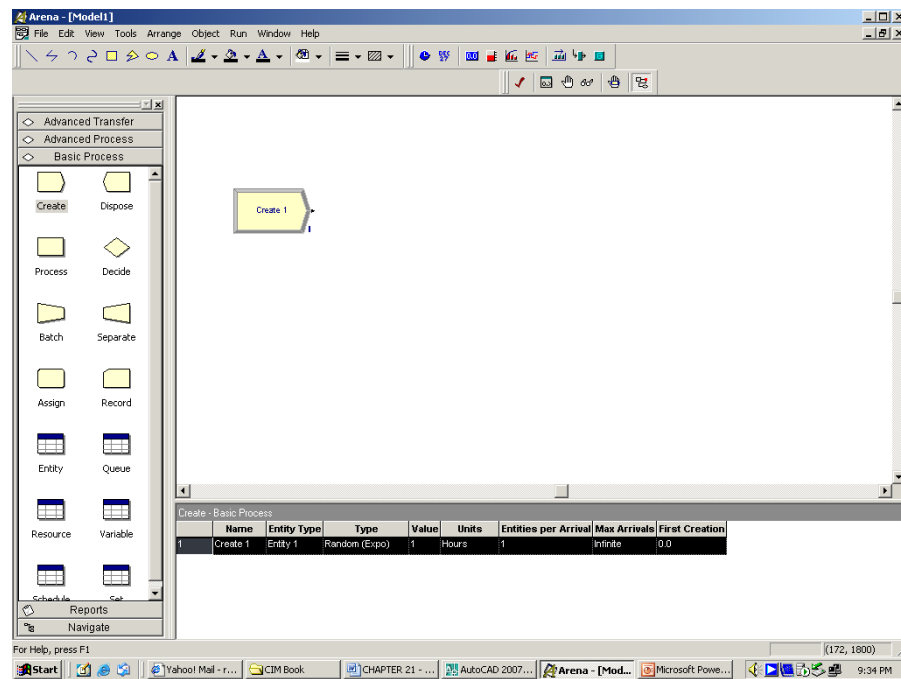 Arena - [Model1]
File Edit View Tools Arrange Object Run Window Help
A A
Advanced Transfer
Advanced Process
Basic Process
Create Dispose
Process Decide
Batch Separate
Assign Record
Entity Queue
Resource Variable
Schedule Set
Reports
Navigate
Create 1
Create - Basic Process
Name Entity Type Type Value Units Entities per Arrival Max Arrivals First Creation
1 Create 1 Entity 1 Random (Expo) 1 Hours 1 Infinite 0.0
For Help, press F1
(172, 1800)
Start Yahoo! Mail - r... CIM Book CHAPTER 21 - ... AutoCAD 2007... Arena - [Mod... Microsoft Powe... 9:34 PM